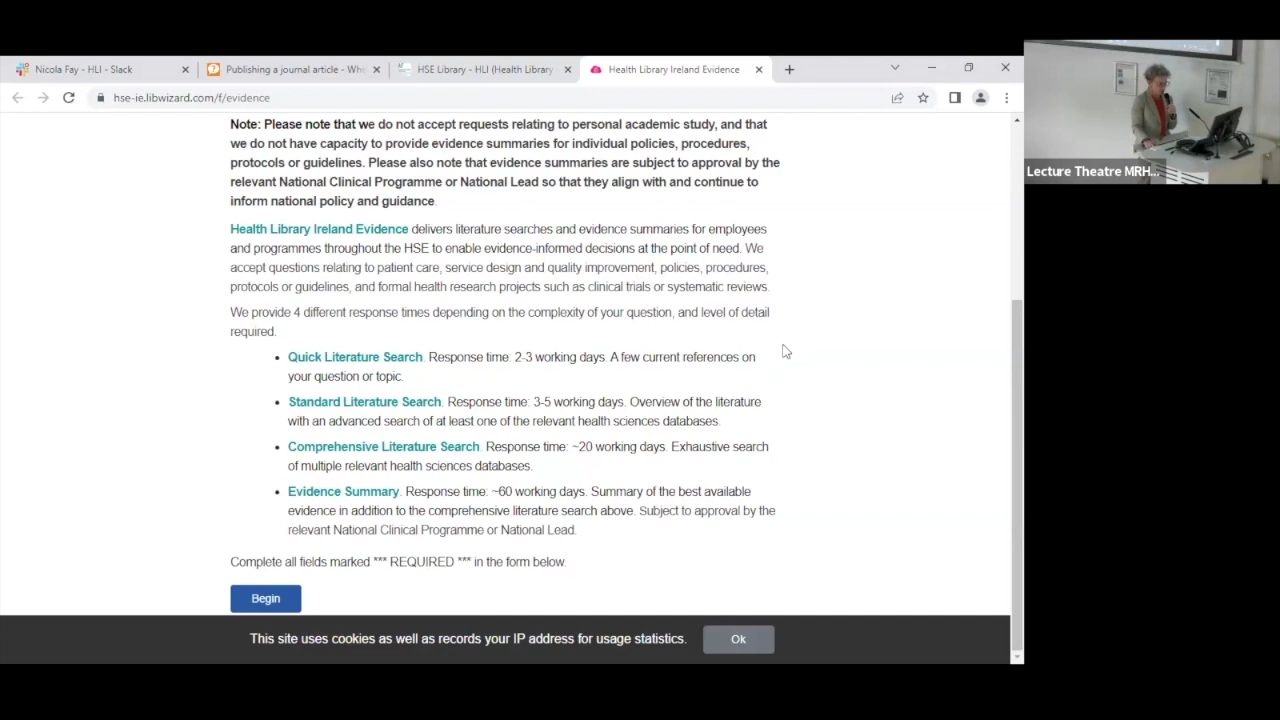 Nicola Fay - HLI - Slack
Publishing a journal article - Who
HSE Library - HLI (Health Library
Health Library Ireland Evidence
hse-ie.libwizard.com/f/evidence
Note: Please note that we do not accept requests relating to personal academic study, and that
we do not have capacity to provide evidence summaries for individual policies, procedures,
protocols or guidelines. Please also note that evidence summaries are subject to approval by the
relevant National Clinical Programme or National Lead so that they align with and continue to
inform national policy and guidance.
Health Library Ireland Evidence delivers literature searches and evidence summaries for employees
and programmes throughout the HSE to enable evidence-informed decisions at the point of need. We
accept questions relating to patient care, service design and quality improvement, policies, procedures,
protocols or guidelines, and formal health research projects such as clinical trials or systematic reviews.
We provide 4 different response times depending on the complexity of your question, and level of detail
required.
• Quick Literature Search. Response time: 2-3 working days. A few current references on
your question or topic.
• Standard Literature Search. Response time: 3-5 working days. Overview of the literature
with an advanced search of at least one of the relevant health sciences databases.
• Comprehensive Literature Search. Response time: ~20 working days. Exhaustive search
of multiple relevant health sciences databases.
• Evidence Summary. Response time: ~60 working days. Summary of the best available
evidence in addition to the comprehensive literature search above. Subject to approval by the
relevant National Clinical Programme or National Lead.
Complete all fields marked *** REQUIRED *** in the form below.
Begin
This site uses cookies as well as records your IP address for usage statistics.
Ok
Lecture Theatre MRH...